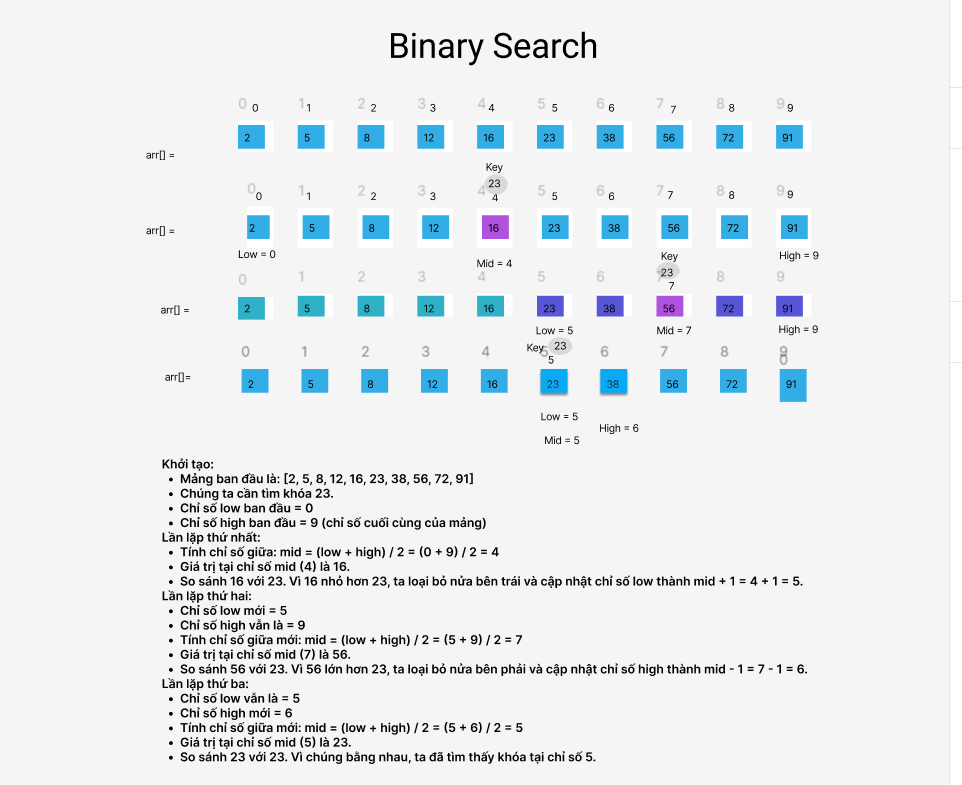 Binary Search
0 0 1 1 2 2 3 3 4 4 5 5 6 6 7 7 8 8 9 9
2 5 8 12 16 23 38 56 72 91
arr[] =
Key
23
0 0 1 1 2 2 3 3 4 4 5 5 6 6 7 7 8 8 9 9
arr[] = 2 5 8 12 16 23 38 56 72 91
Low = 0 Mid = 4 Key High = 9
23
0 1 2 3 4 5 6 7 8 9
arr[] = 2 5 8 12 16 23 38 56 72 91
Low = 5 Mid = 7 High = 9
Key: 23
0 1 2 3 4 5 5 6 7 8 9 0
arr[]= 2 5 8 12 16 23 38 56 72 91
Low = 5
High = 6
Mid = 5
Khởi tạo:
• Mảng ban đầu là: [2, 5, 8, 12, 16, 23, 38, 56, 72, 91]
• Chúng ta cần tìm khóa 23.
• Chỉ số low ban đầu = 0
• Chỉ số high ban đầu = 9 (chỉ số cuối cùng của mảng)
Lần lặp thứ nhất:
• Tính chỉ số giữa: mid = (low + high) / 2 = (0 + 9) / 2 = 4
• Giá trị tại chỉ số mid (4) là 16.
• So sánh 16 với 23. Vì 16 nhỏ hơn 23, ta loại bỏ nửa bên trái và cập nhật chỉ số low thành mid + 1 = 4 + 1 = 5.
Lần lặp thứ hai:
• Chỉ số low mới = 5
• Chỉ số high vẫn là = 9
• Tính chỉ số giữa mới: mid = (low + high) / 2 = (5 + 9) / 2 = 7
• Giá trị tại chỉ số mid (7) là 56.
• So sánh 56 với 23. Vì 56 lớn hơn 23, ta loại bỏ nửa bên phải và cập nhật chỉ số high thành mid - 1 = 7 - 1 = 6.
Lần lặp thứ ba:
• Chỉ số low vẫn là = 5
• Chỉ số high mới = 6
• Tính chỉ số giữa mới: mid = (low + high) / 2 = (5 + 6) / 2 = 5
• Giá trị tại chỉ số mid (5) là 23.
• So sánh 23 với 23. Vì chúng bằng nhau, ta đã tìm thấy khóa tại chỉ số 5.